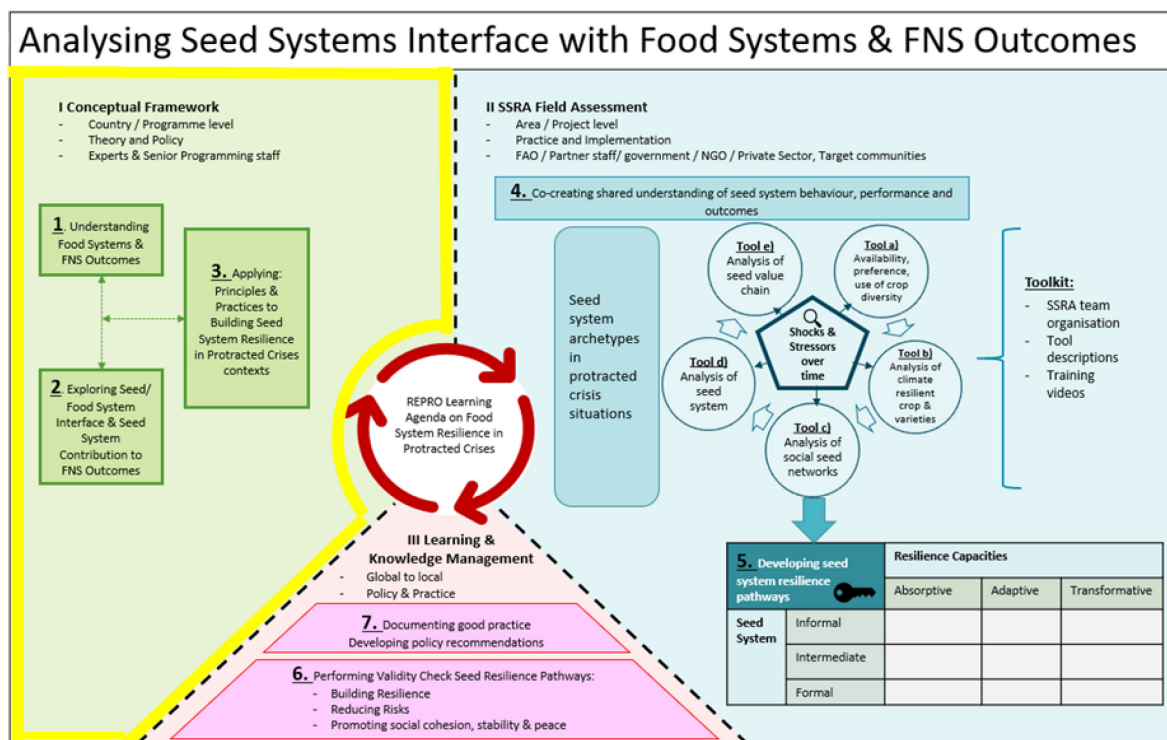 Analysing Seed Systems Interface with Food Systems & FNS Outcomes
I Conceptual Framework
- Country / Programme level
- Theory and Policy
- Experts & Senior Programming staff
1. Understanding
Food Systems &
FNS Outcomes
2. Exploring Seed/
Food System
Interface & Seed
System
Contribution to
FNS Outcomes
3. Applying:
Principles &
Practices to
Building Seed
System Resilience
in Protracted Crises
contexts
II SSRA Field Assessment
- Area / Project level
- Practice and Implementation
- FAO / Partner staff/ government / NGO / Private Sector, Target communities
4. Co-creating shared understanding of seed system behaviour, performance and
outcomes
Seed
system
archetypes
in
protracted
crisis
situations
Tool e)
Analysis of
seed value
chain
Tool a)
Availability,
preference,
use of crop
diversity
Shocks &
Stressors
over
time
Tool d)
Analysis of
seed
system
Tool b)
Analysis of
climate
resilient
crop &
varieties
Tool c)
Analysis of
social seed
networks
Toolkit:
- SSRA team
organisation
- Tool
descriptions
- Training
videos
REPRO Learning
Agenda on Food
System Resilience in
Protracted Crises
III Learning &
Knowledge Management
- Global to local
- Policy & Practice
7. Documenting good practice
Developing policy recommendations
6. Performing Validity Check Seed Resilience Pathways:
- Building Resilience
- Reducing Risks
- Promoting social cohesion, stability & peace
5. Developing seed
system resilience
pathways
Resilience Capacities
Absorptive Adaptive Transformative
Seed
System
Informal
Intermediate
Formal